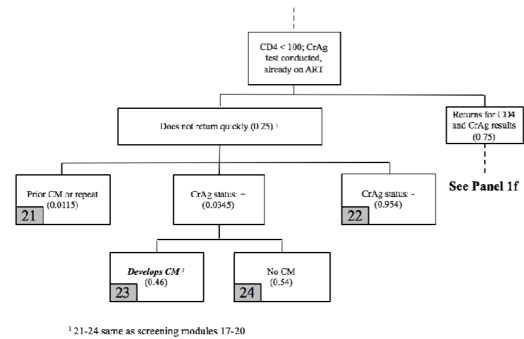 CD4 < 100; CrAg
test conducted,
already on ART
Does not return quickly (0.25) ¹
Returns for CD4
and CrAg results
(0.75)
See Panel 1f
Prior CM or repeat
(0.0115)
21
CrAg status: +
(0.0345)
CrAg status: -
(0.954)
22
Develops CM ¹
(0.46)
23
No CM
(0.54)
24
¹ 21-24 same as screening modules 17-20